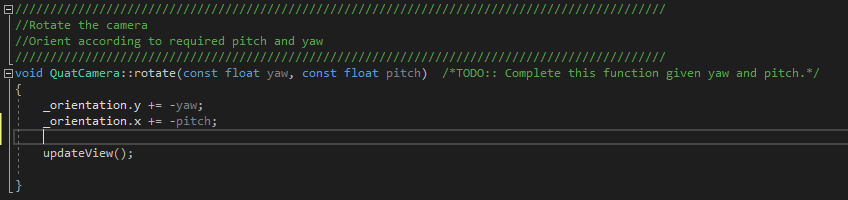 /////////////////////////////////////////////////////////////////////////////////////////////
//Rotate the camera
//Orient according to required pitch and yaw
/////////////////////////////////////////////////////////////////////////////////////////////
void QuatCamera::rotate(const float yaw, const float pitch)  /*TODO:: Complete this function given yaw and pitch.*/
{
    _orientation.y += -yaw;
    _orientation.x += -pitch;
    updateView();
}